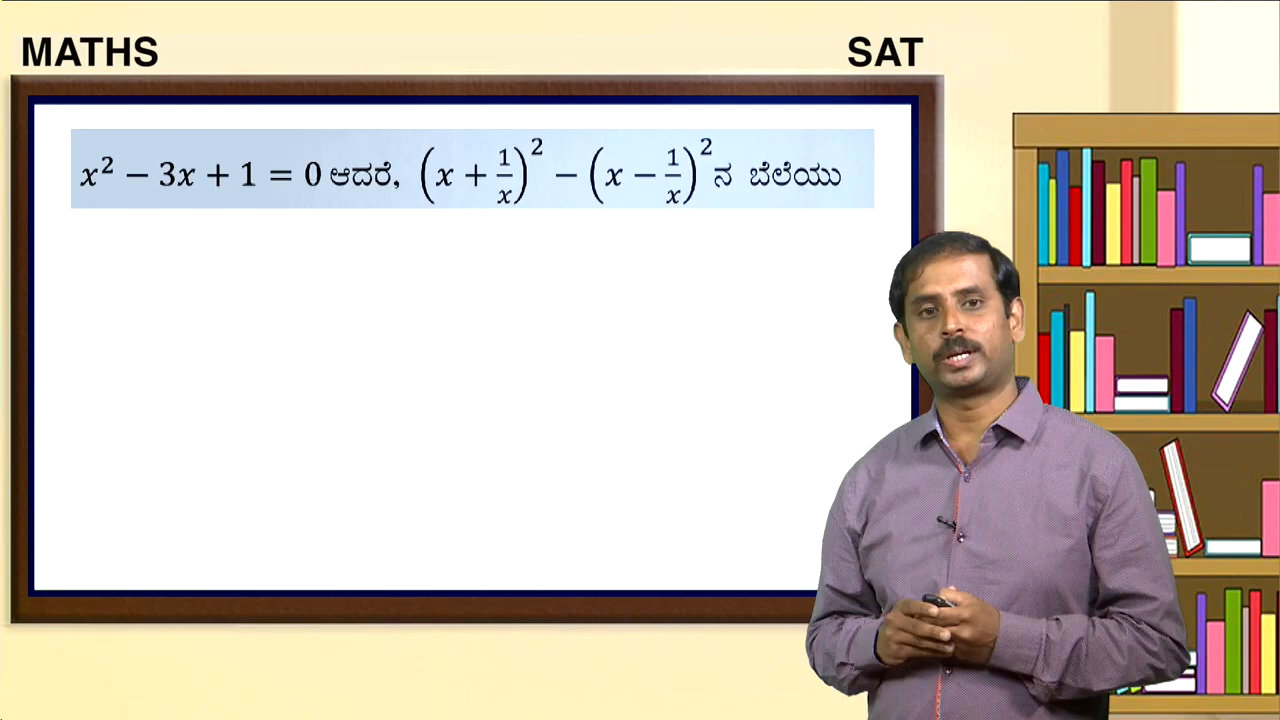 MATHS
SAT
x² − 3x + 1 = 0 ಆದರೆ, (x + 1/x)² − (x − 1/x)² ನ ಬೆಲೆಯು